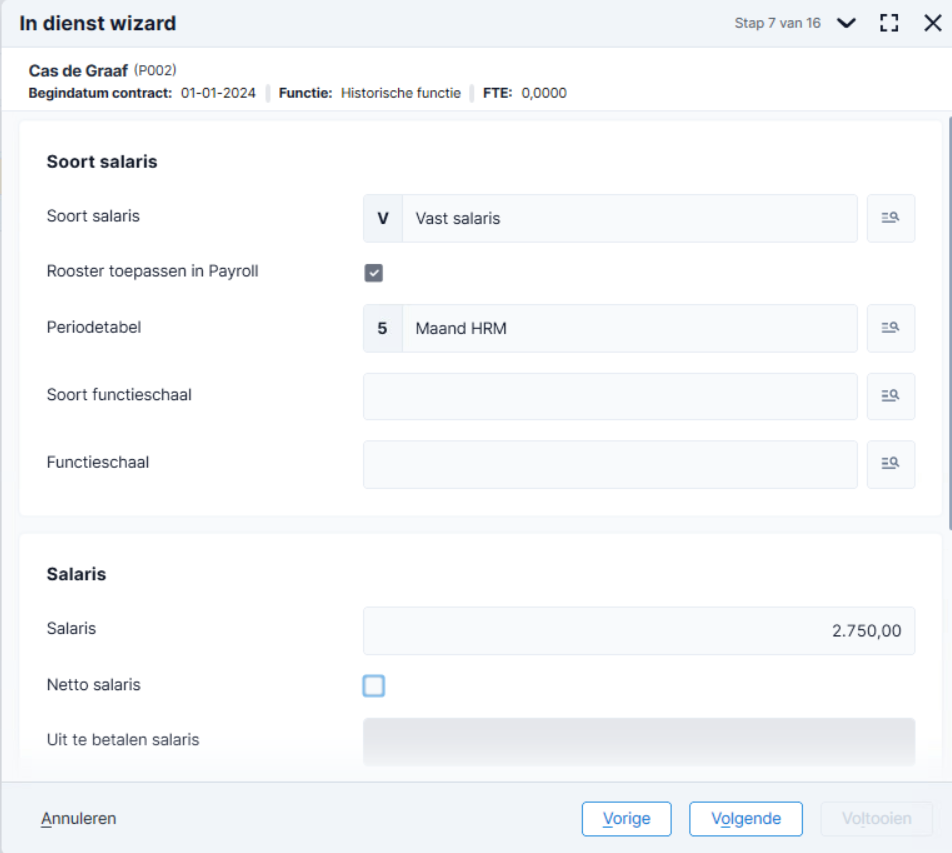 In dienst wizard
Stap 7 van 16
Cas de Graaf (P002)
Begindatum contract: 01-01-2024 Functie: Historische functie FTE: 0,0000
Soort salaris
Soort salaris V Vast salaris
Rooster toepassen in Payroll
Periodetabel 5 Maand HRM
Soort functieschaal
Functieschaal
Salaris
Salaris 2.750,00
Netto salaris
Uit te betalen salaris
Annuleren Vorige Volgende Voltooien